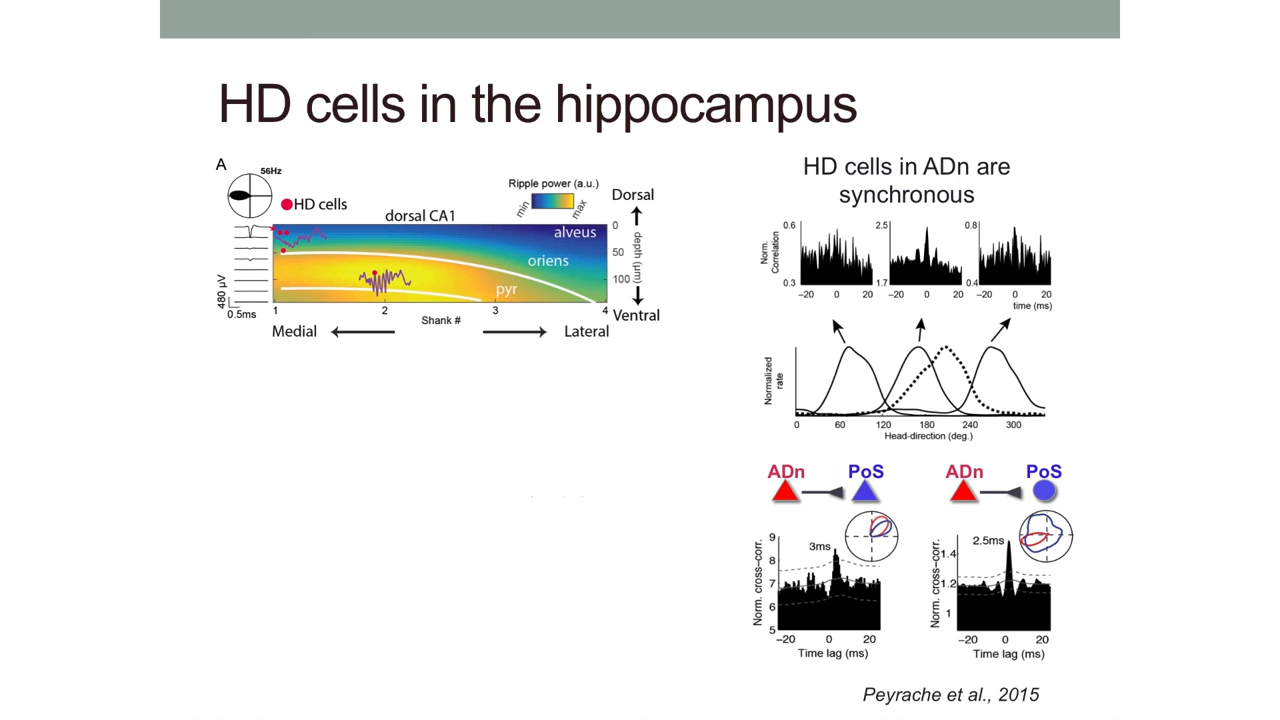 HD cells in the hippocampus
A
56Hz
HD cells
Ripple power (a.u.)
min
max
Dorsal
dorsal CA1
alveus
oriens
pyr
0
50
100
depth (μm)
480 μV
0.5ms
1
2
3
4
Shank #
Ventral
Medial
Lateral
HD cells in ADn are
synchronous
Norm.
Correlation
0.6
0.3
2.5
1.7
0.8
0.4
−20 0 20
−20 0 20
−20 0 20
time (ms)
Normalized
rate
0 60 120 180 240 300
Head-direction (deg.)
ADn PoS
ADn PoS
Norm. cross−corr.
9
8
7
6
5
3ms
−20 0 20
Time lag (ms)
Norm. cross−corr.
1.4
1.2
1
2.5ms
−20 0 20
Time lag (ms)
Peyrache et al., 2015